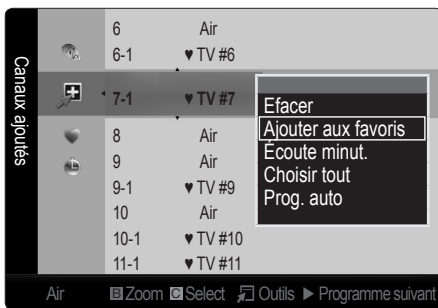 Canaux ajoutés
6 Air
6-1 ♥ TV #6
7-1 ♥ TV #7
8 Air
9 Air
9-1 ♥ TV #9
10 Air
10-1 ♥ TV #10
11-1 ♥ TV #11
Efacer
Ajouter aux favoris
Écoute minut.
Choisir tout
Prog. auto
Air B Zoom C Select Outils ► Programme suivant